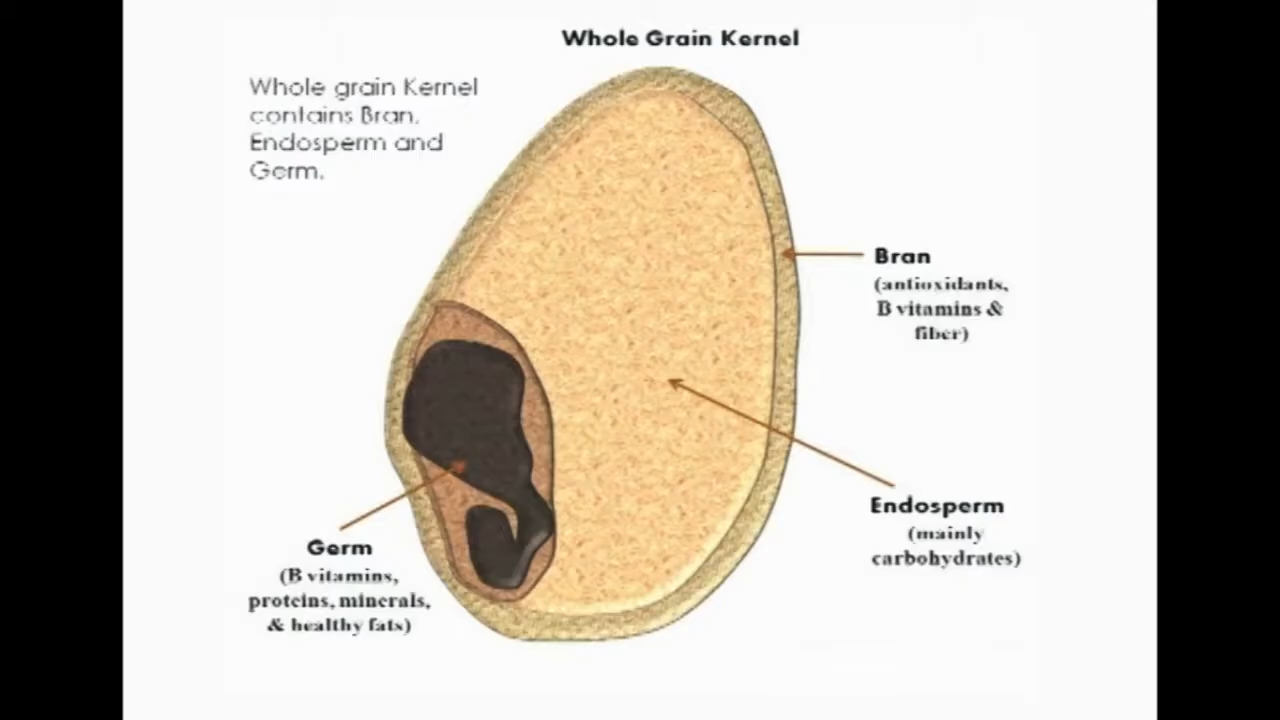 Whole Grain Kernel
Whole grain Kernel
contains Bran,
Endosperm and
Germ.
Bran
(antioxidants,
B vitamins &
fiber)
Endosperm
(mainly
carbohydrates)
Germ
(B vitamins,
proteins, minerals,
& healthy fats)